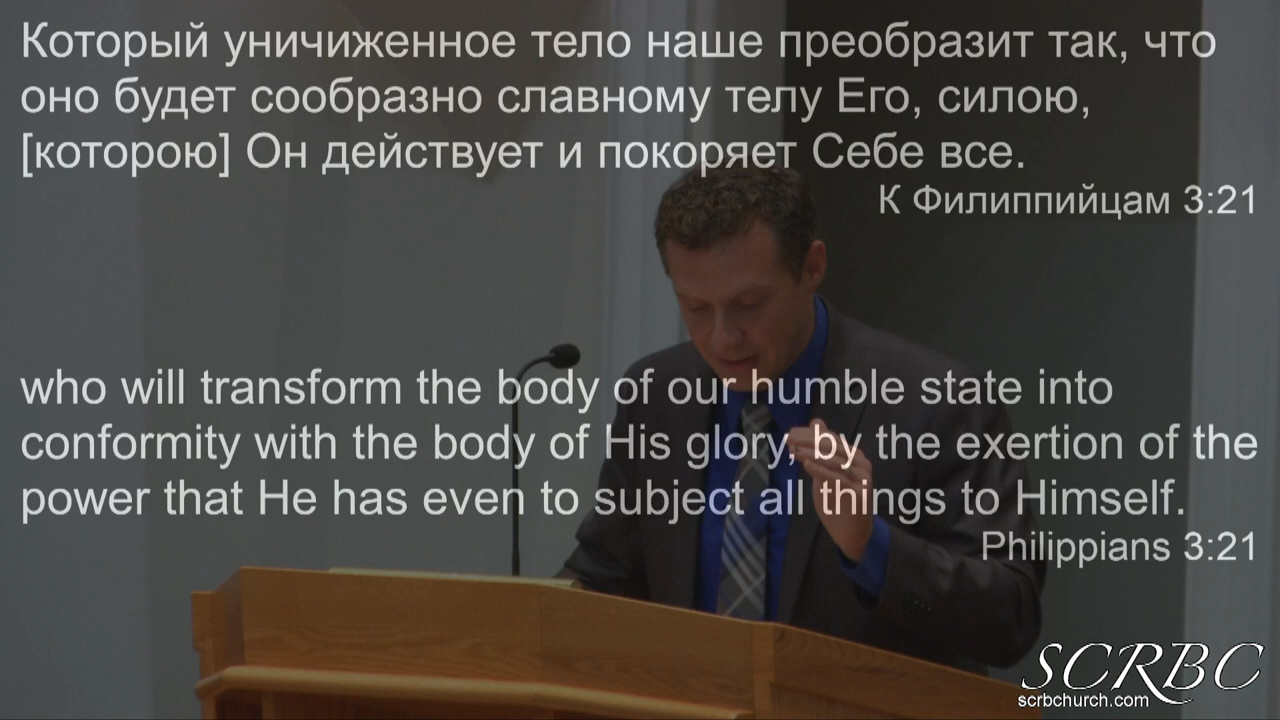 Который уничиженное тело наше преобразит так, что
оно будет сообразно славному телу Его, силою,
[которою] Он действует и покоряет Себе все.
К Филиппийцам 3:21
who will transform the body of our humble state into
conformity with the body of His glory, by the exertion of the
power that He has even to subject all things to Himself.
Philippians 3:21
SCRBC
scrbchurch.com